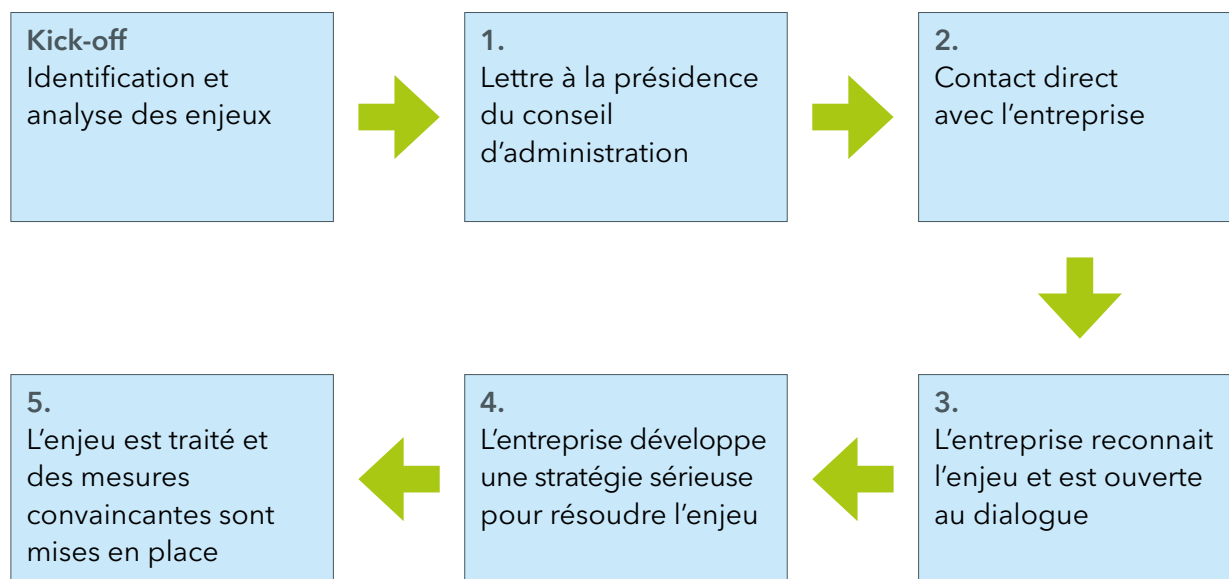 Kick-off
Identification et
analyse des enjeux
1.
Lettre à la présidence
du conseil
d’administration
2.
Contact direct
avec l’entreprise
3.
L’entreprise reconnait
l’enjeu et est ouverte
au dialogue
4.
L’entreprise développe
une stratégie sérieuse
pour résoudre l’enjeu
5.
L’enjeu est traité et
des mesures
convaincantes sont
mises en place